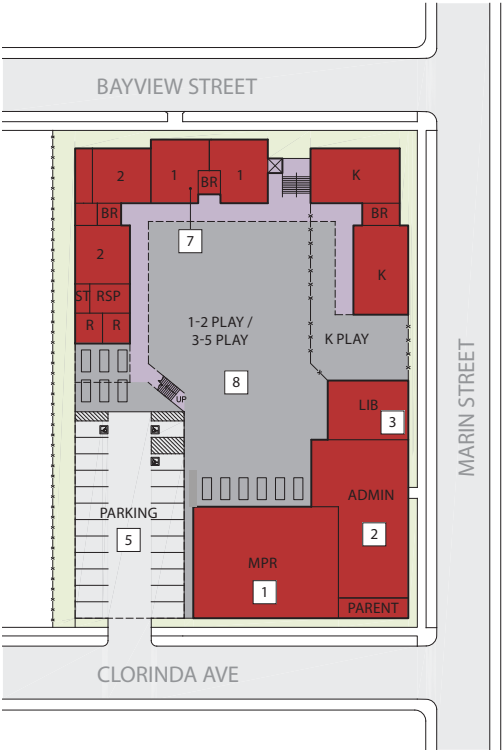 BAYVIEW STREET
2
1
1
K
BR
BR
BR
7
2
K
ST
RSP
R
R
1-2 PLAY /
3-5 PLAY
K PLAY
8
UP
LIB
3
MARIN STREET
ADMIN
2
PARKING
5
MPR
1
PARENT
CLORINDA AVE